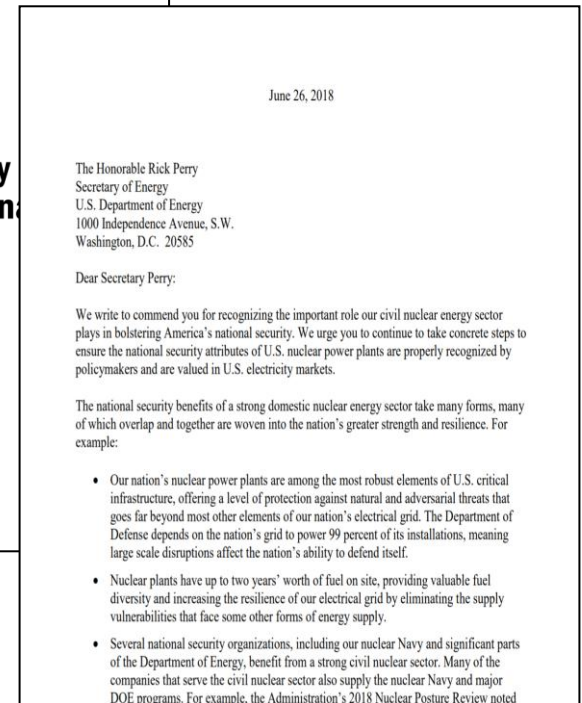 June 26, 2018
The Honorable Rick Perry
Secretary of Energy
U.S. Department of Energy
1000 Independence Avenue, S.W.
Washington, D.C. 20585
Dear Secretary Perry:
We write to commend you for recognizing the important role our civil nuclear energy sector
plays in bolstering America's national security. We urge you to continue to take concrete steps to
ensure the national security attributes of U.S. nuclear power plants are properly recognized by
policymakers and are valued in U.S. electricity markets.
The national security benefits of a strong domestic nuclear energy sector take many forms, many
of which overlap and together are woven into the nation's greater strength and resilience. For
example:
• Our nation's nuclear power plants are among the most robust elements of U.S. critical
infrastructure, offering a level of protection against natural and adversarial threats that
goes far beyond most other elements of our nation's electrical grid. The Department of
Defense depends on the nation's grid to power 99 percent of its installations, meaning
large scale disruptions affect the nation's ability to defend itself.
• Nuclear plants have up to two years' worth of fuel on site, providing valuable fuel
diversity and increasing the resilience of our electrical grid by eliminating the supply
vulnerabilities that face some other forms of energy supply.
• Several national security organizations, including our nuclear Navy and significant parts
of the Department of Energy, benefit from a strong civil nuclear sector. Many of the
companies that serve the civil nuclear sector also supply the nuclear Navy and major
DOE programs. For example, the Administration's 2018 Nuclear Posture Review noted